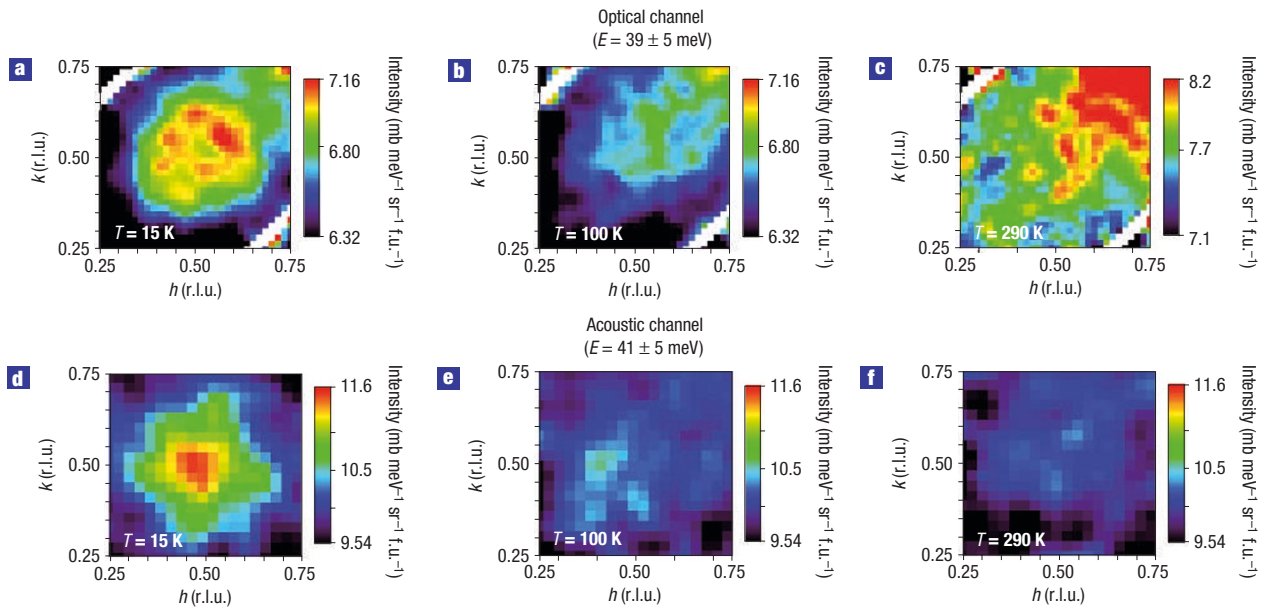 Optical channel
(E = 39 ± 5 meV)
a
0.75
0.50
0.25
k (r.l.u.)
T = 15 K
0.25 0.50 0.75
h (r.l.u.)
7.16
6.80
6.32
Intensity (mb meV⁻¹ sr⁻¹ f.u.⁻¹)
b
0.75
0.50
0.25
k (r.l.u.)
T = 100 K
0.25 0.50 0.75
h (r.l.u.)
7.16
6.80
6.32
Intensity (mb meV⁻¹ sr⁻¹ f.u.⁻¹)
c
0.75
0.50
0.25
k (r.l.u.)
T = 290 K
0.25 0.50 0.75
h (r.l.u.)
8.2
7.7
7.1
Intensity (mb meV⁻¹ sr⁻¹ f.u.⁻¹)
Acoustic channel
(E = 41 ± 5 meV)
d
0.75
0.50
0.25
k (r.l.u.)
T = 15 K
0.25 0.50 0.75
h (r.l.u.)
11.6
10.5
9.54
Intensity (mb meV⁻¹ sr⁻¹ f.u.⁻¹)
e
0.75
0.50
0.25
k (r.l.u.)
T = 100 K
0.25 0.50 0.75
h (r.l.u.)
11.6
10.5
9.54
Intensity (mb meV⁻¹ sr⁻¹ f.u.⁻¹)
f
0.75
0.50
0.25
k (r.l.u.)
T = 290 K
0.25 0.50 0.75
h (r.l.u.)
11.6
10.5
9.54
Intensity (mb meV⁻¹ sr⁻¹ f.u.⁻¹)